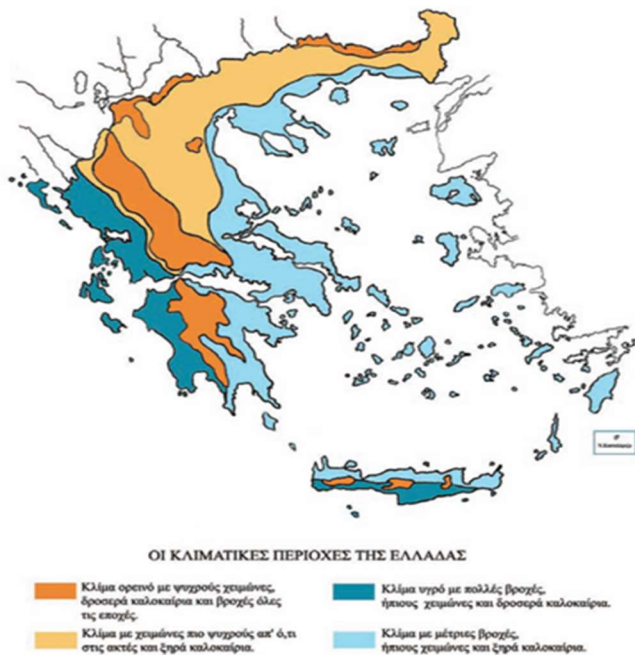 ΟΙ ΚΛΙΜΑΤΙΚΕΣ ΠΕΡΙΟΧΕΣ ΤΗΣ ΕΛΛΑΔΑΣ
Κλίμα ορεινό με ψυχρούς χειμώνες,
δροσερά καλοκαίρια και βροχές όλες
τις εποχές.
Κλίμα με χειμώνες πιο ψυχρούς απ' ό,τι
στις ακτές και ξηρά καλοκαίρια.
Κλίμα υγρό με πολλές βροχές,
ήπιους χειμώνες και δροσερά καλοκαίρια.
Κλίμα με μέτριες βροχές,
ήπιους χειμώνες και ξηρά καλοκαίρια.